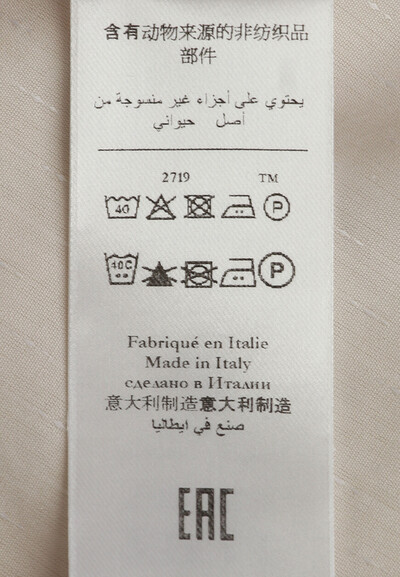 含有动物来源的非纺织品
部件
يحتوي على أجزاء غير منسوجة من
أصل حيواني
2719 TM
40 P
40C P
Fabriqué en Italie
Made in Italy
сделано в Италии
意大利制造意大利制造
صنع في ايطاليا
EAC